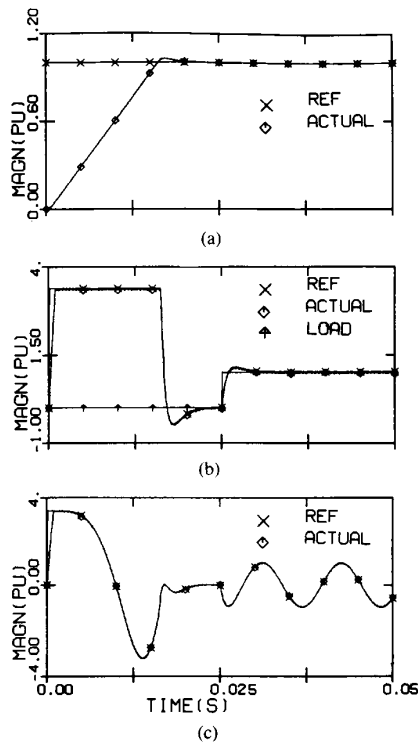 1.20
0.60
0.00
MAGN(PU)
REF
ACTUAL
(a)
4.
1.50
-1.00
MAGN(PU)
REF
ACTUAL
LOAD
(b)
4.
0.00
-4.00
MAGN(PU)
REF
ACTUAL
0.00
0.025
0.05
TIME(S)
(c)